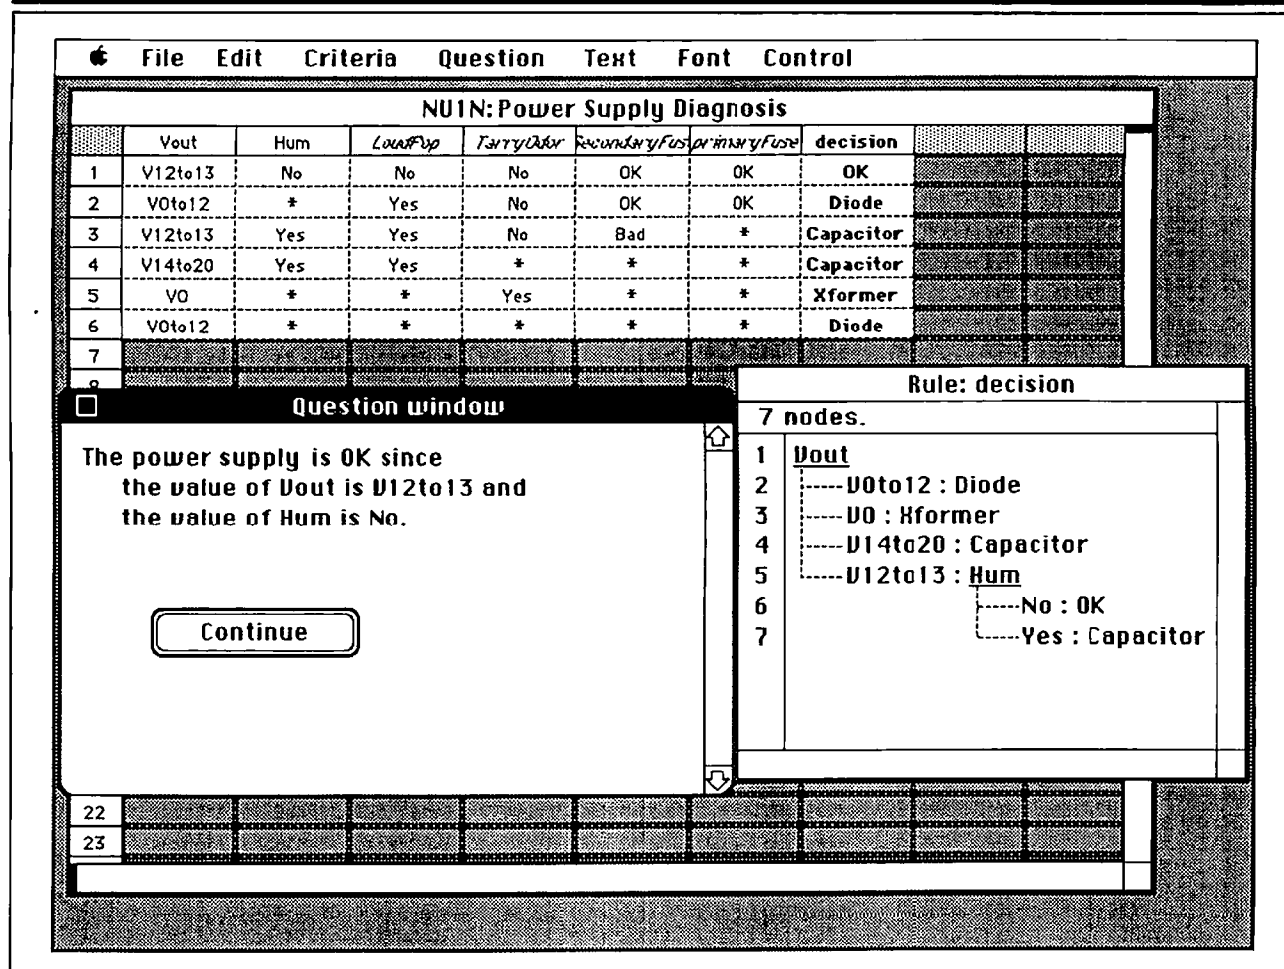 File Edit Criteria Question Text Font Control
NU1N: Power Supply Diagnosis
Vout Hum LoudPop TarryOdor SecondaryFus primaryFuse decision
1 V12to13 No No No OK OK OK
2 V0to12 * Yes No OK OK Diode
3 V12to13 Yes Yes No Bad * Capacitor
4 V14to20 Yes Yes * * * Capacitor
5 V0 * * Yes * * Xformer
6 V0to12 * * * * * Diode
7
8
Question window
The power supply is OK since
the value of Vout is V12to13 and
the value of Hum is No.
Continue
Rule: decision
7 nodes.
1 Vout
2 V0to12 : Diode
3 V0 : Xformer
4 V14to20 : Capacitor
5 V12to13 : Hum
6 No : OK
7 Yes : Capacitor
22
23